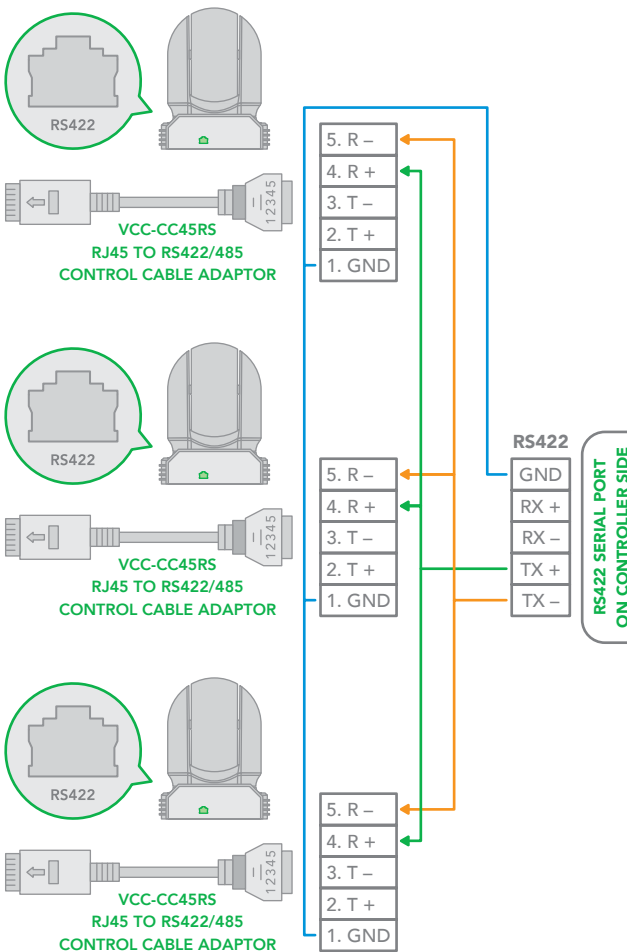 RS422
12345
VCC-CC45RS
RJ45 TO RS422/485
CONTROL CABLE ADAPTOR
5. R –
4. R +
3. T –
2. T +
1. GND
RS422
12345
VCC-CC45RS
RJ45 TO RS422/485
CONTROL CABLE ADAPTOR
5. R –
4. R +
3. T –
2. T +
1. GND
RS422
GND
RX +
RX –
TX +
TX –
RS422 SERIAL PORT
ON CONTROLLER SIDE
RS422
12345
VCC-CC45RS
RJ45 TO RS422/485
CONTROL CABLE ADAPTOR
5. R –
4. R +
3. T –
2. T +
1. GND